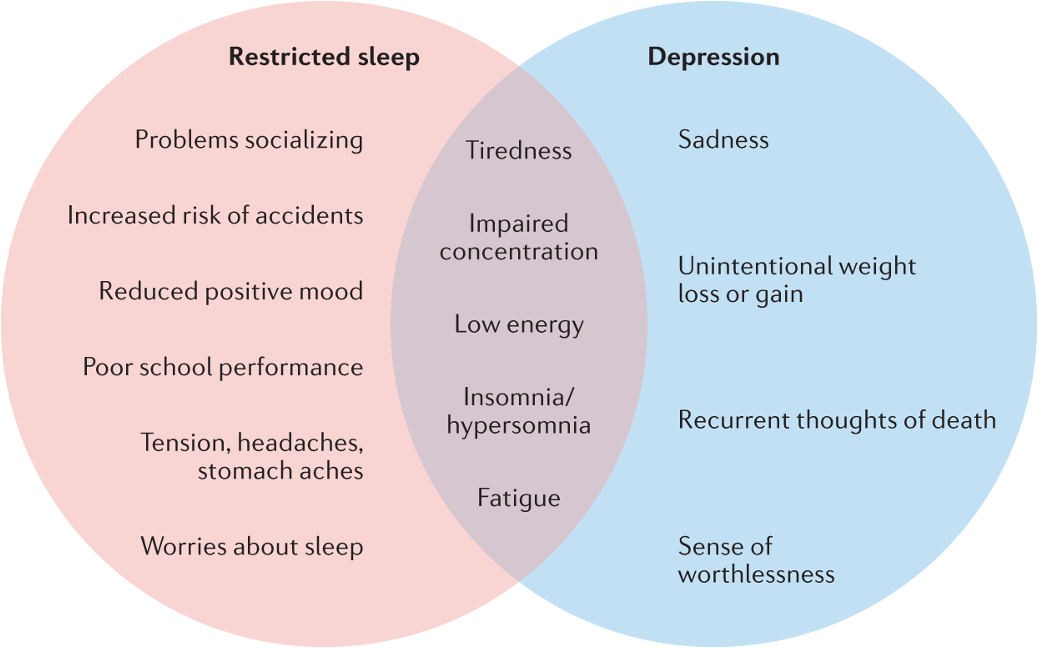 Restricted sleep
Problems socializing
Increased risk of accidents
Reduced positive mood
Poor school performance
Tension, headaches,
stomach aches
Worries about sleep
Tiredness
Impaired
concentration
Low energy
Insomnia/
hypersomnia
Fatigue
Depression
Sadness
Unintentional weight
loss or gain
Recurrent thoughts of death
Sense of
worthlessness